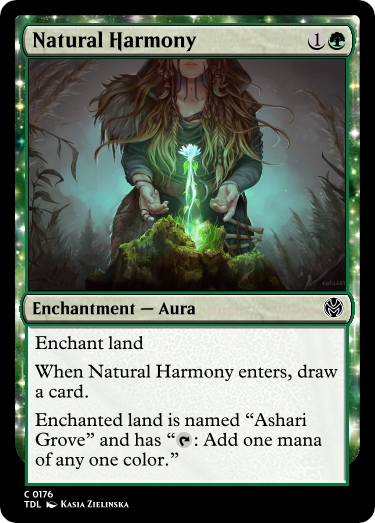 Natural Harmony 1
Enchantment — Aura
Enchant land
When Natural Harmony enters, draw
a card.
Enchanted land is named “Ashari
Grove” and has “: Add one mana
of any one color.”
C 0176
TDL Kasia Zielinska